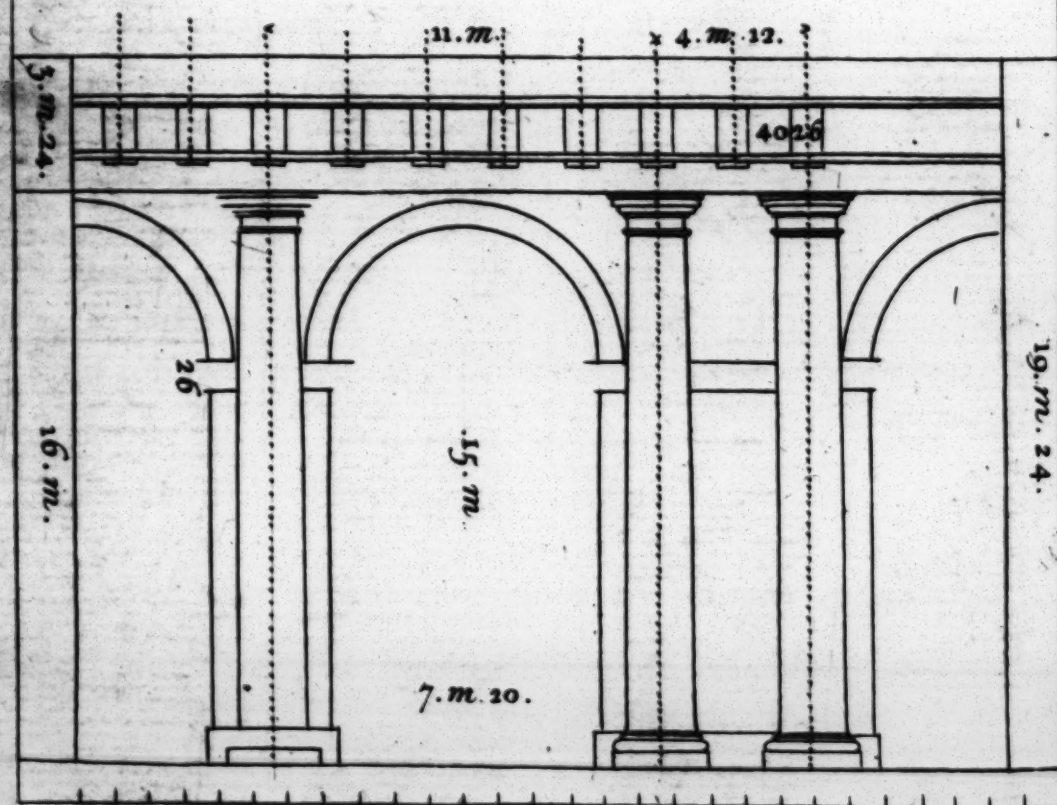 11. m.
4. m. 12.
3. m. 24.
4026
26
16. m.
15. m.
19. m. 24.
7. m. 20.